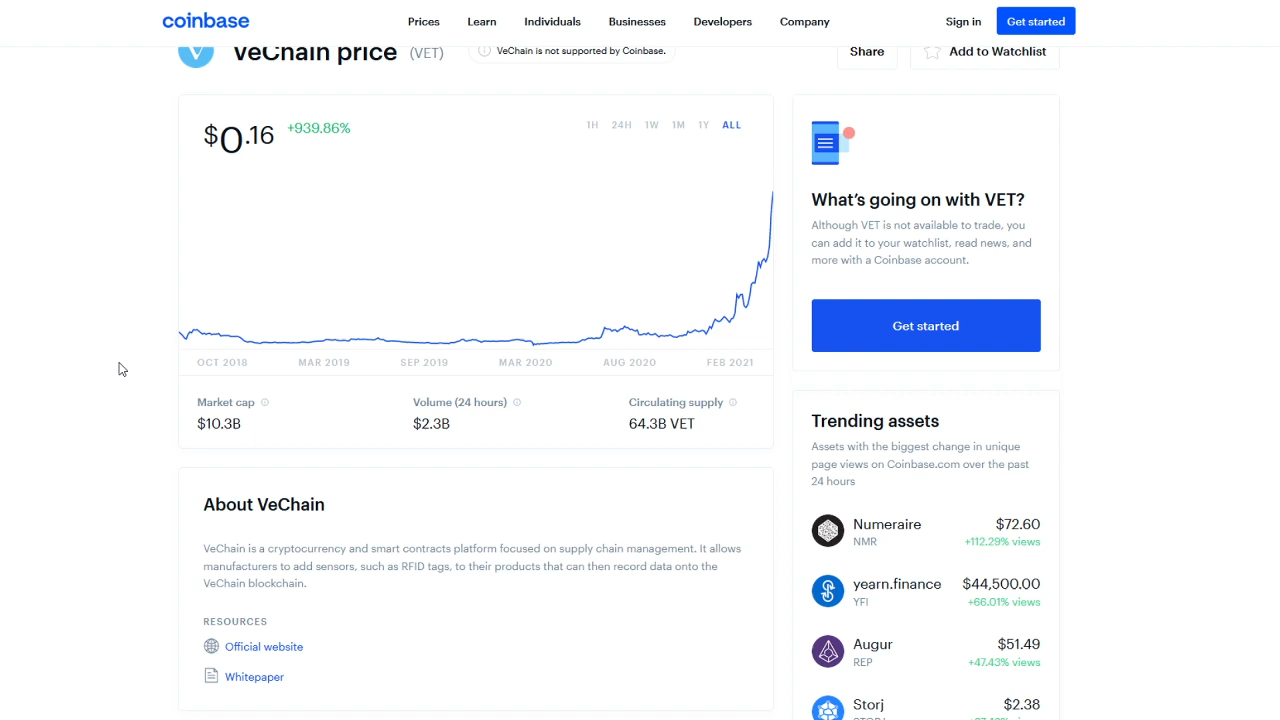 coinbase
Prices
Learn
Individuals
Businesses
Developers
Company
Sign in
Get started
VeChain price (VET)
VeChain is not supported by Coinbase.
Share
Add to Watchlist
$0.16 +939.86%
1H 24H 1W 1M 1Y ALL
OCT 2018 MAR 2019 SEP 2019 MAR 2020 AUG 2020 FEB 2021
Market cap
$10.3B
Volume (24 hours)
$2.3B
Circulating supply
64.3B VET
About VeChain
VeChain is a cryptocurrency and smart contracts platform focused on supply chain management. It allows
manufacturers to add sensors, such as RFID tags, to their products that can then record data onto the
VeChain blockchain.
RESOURCES
Official website
Whitepaper
What's going on with VET?
Although VET is not available to trade, you
can add it to your watchlist, read news, and
more with a Coinbase account.
Get started
Trending assets
Assets with the biggest change in unique
page views on Coinbase.com over the past
24 hours
Numeraire $72.60
NMR +112.29% views
yearn.finance $44,500.00
YFI +66.01% views
Augur $51.49
REP +47.43% views
Storj $2.38